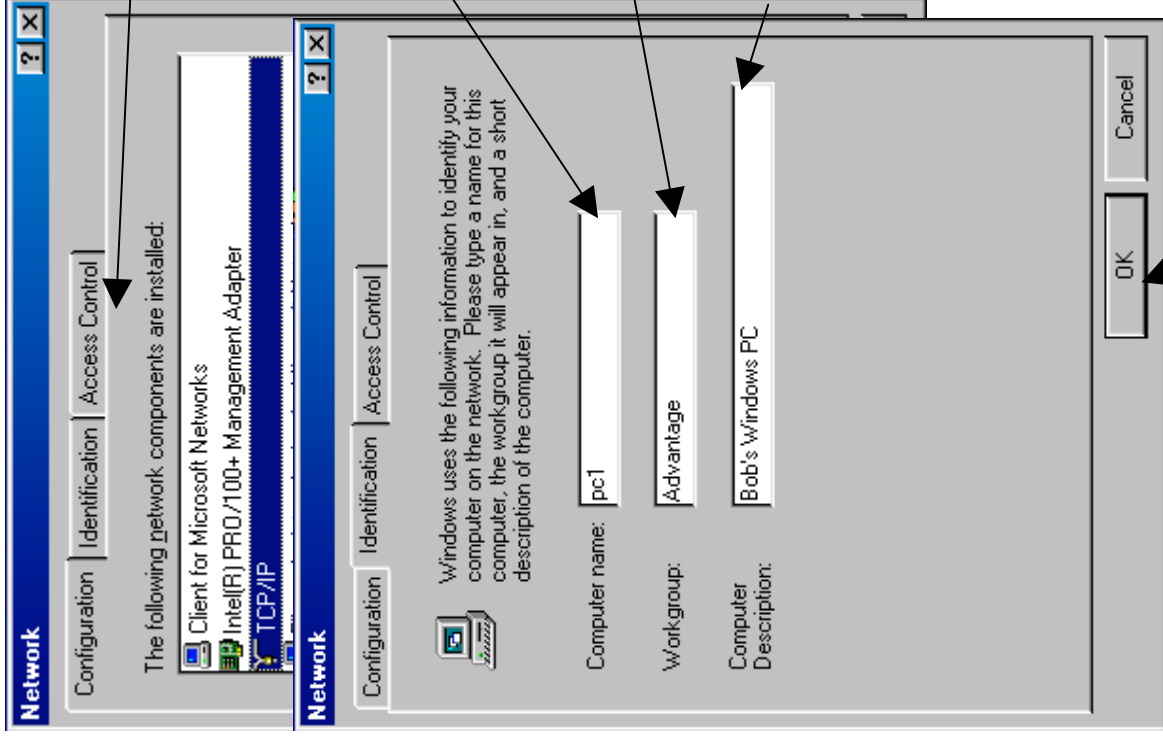 Network
Configuration Identification Access Control
The following network components are installed:
Client for Microsoft Networks
Intel(R) PRO/100+ Management Adapter
TCP/IP
Network
Configuration Identification Access Control
Windows uses the following information to identify your
computer on the network. Please type a name for this
computer, the workgroup it will appear in, and a short
description of the computer.
Computer name: pc1
Workgroup: Advantage
Computer
Description: Bob's Windows PC
OK Cancel